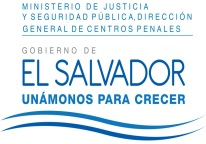 MINISTERIO DE JUSTICIA
Y SEGURIDAD PÚBLICA,DIRECCIÓN
GENERAL DE CENTROS PENALES
GOBIERNO DE
EL SALVADOR
UNÁMONOS PARA CRECER